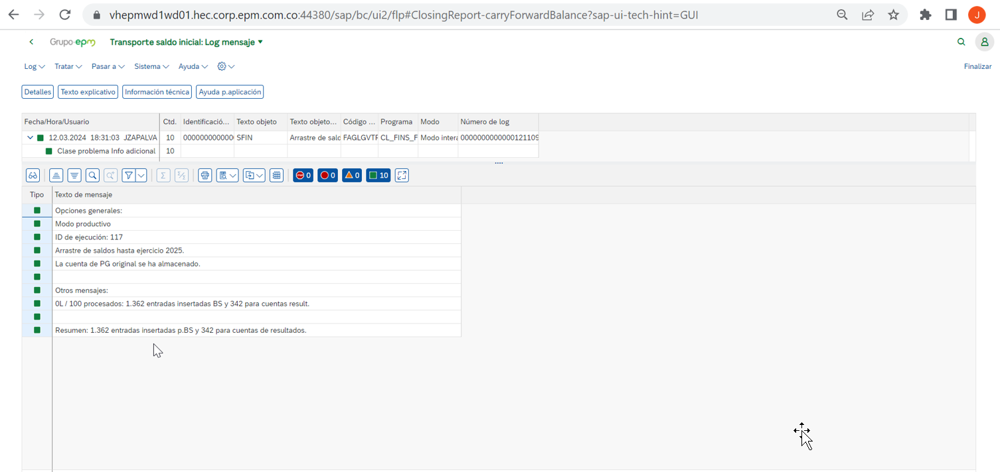 vhepmwd1wd01.hec.corp.epm.com.co:44380/sap/bc/ui2/flp#ClosingReport-carryForwardBalance?sap-ui-tech-hint=GUI
J
Grupo·epm Transporte saldo inicial: Log mensaje
Log Tratar Pasar a Sistema Ayuda Finalizar
Detalles Texto explicativo Información técnica Ayuda p.aplicación
Fecha/Hora/Usuario Ctd. Identificació... Texto objeto Texto objeto... Código ... Programa Modo Número de log
12.03.2024 18:31:03 JZAPALVA 10 000000000000 SFIN Arrastre de salc FAGLGVTF CL_FINS_F Modo intera 0000000000000121109
Clase problema Info adicional 10
0 0 0 10
Tipo Texto de mensaje
Opciones generales:
Modo productivo
ID de ejecución: 117
Arrastre de saldos hasta ejercicio 2025.
La cuenta de PG original se ha almacenado.
Otros mensajes:
0L / 100 procesados: 1.362 entradas insertadas BS y 342 para cuentas result.
Resumen: 1.362 entradas insertadas p.BS y 342 para cuentas de resultados.